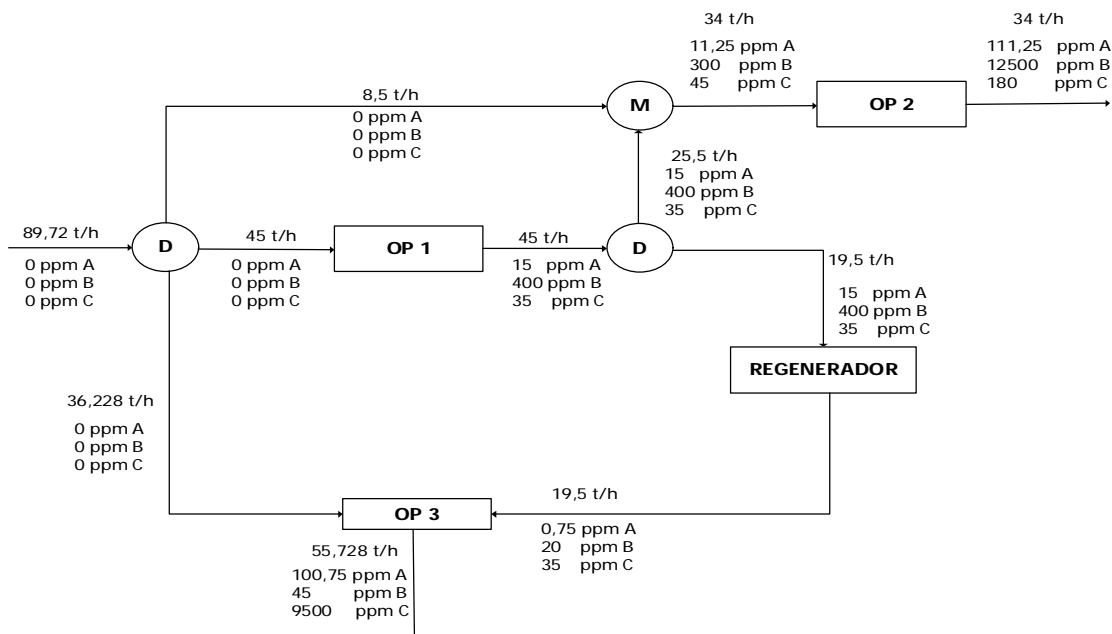 34 t/h
11,25 ppm A
300 ppm B
45 ppm C
34 t/h
111,25 ppm A
12500 ppm B
180 ppm C
8,5 t/h
0 ppm A
0 ppm B
0 ppm C
M
OP 2
25,5 t/h
15 ppm A
400 ppm B
35 ppm C
89,72 t/h
0 ppm A
0 ppm B
0 ppm C
D
45 t/h
0 ppm A
0 ppm B
0 ppm C
OP 1
45 t/h
15 ppm A
400 ppm B
35 ppm C
D
19,5 t/h
15 ppm A
400 ppm B
35 ppm C
REGENERADOR
36,228 t/h
0 ppm A
0 ppm B
0 ppm C
OP 3
19,5 t/h
0,75 ppm A
20 ppm B
35 ppm C
55,728 t/h
100,75 ppm A
45 ppm B
9500 ppm C